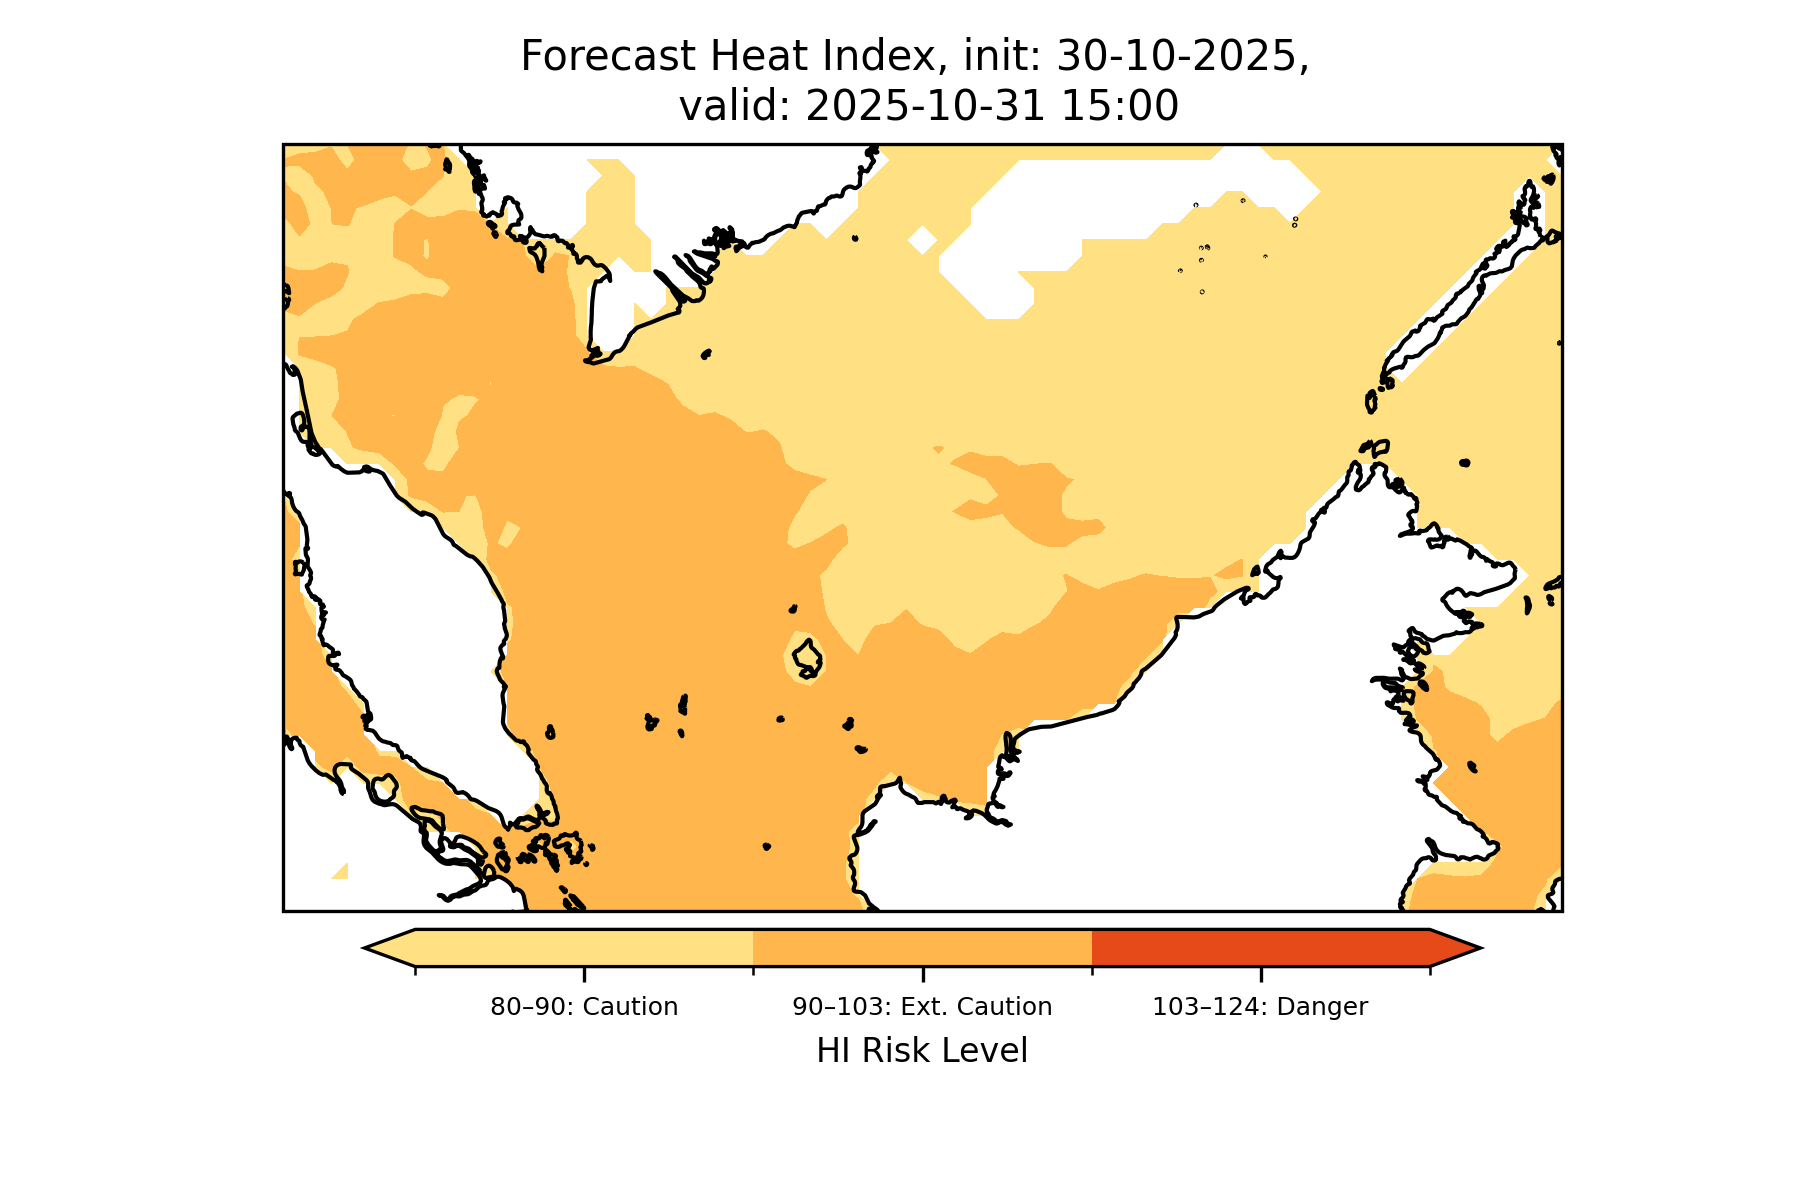 Forecast Heat Index, init: 30-10-2025,
valid: 2025-10-31 15:00
80–90: Caution
90–103: Ext. Caution
103–124: Danger
HI Risk Level